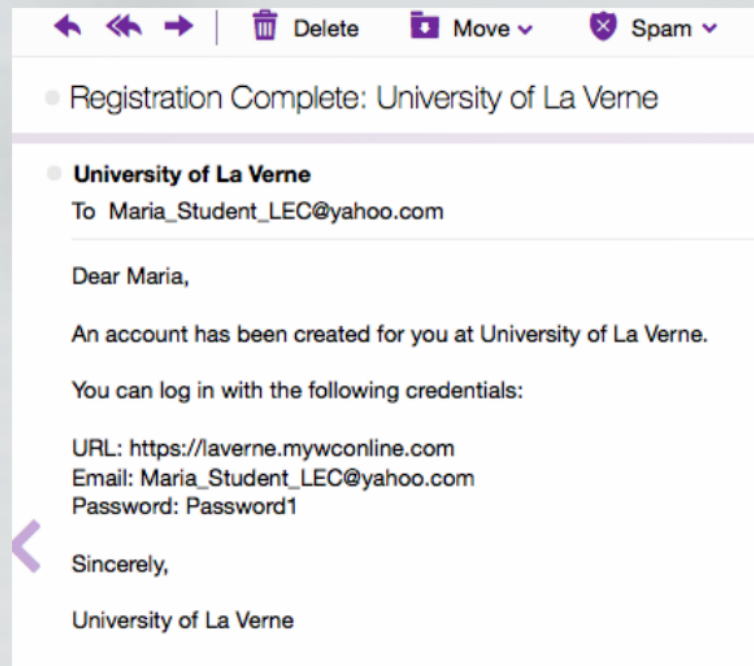 Delete Move Spam
Registration Complete: University of La Verne
University of La Verne
To Maria_Student_LEC@yahoo.com
Dear Maria,
An account has been created for you at University of La Verne.
You can log in with the following credentials:
URL: https://laverne.mywconline.com
Email: Maria_Student_LEC@yahoo.com
Password: Password1
Sincerely,
University of La Verne